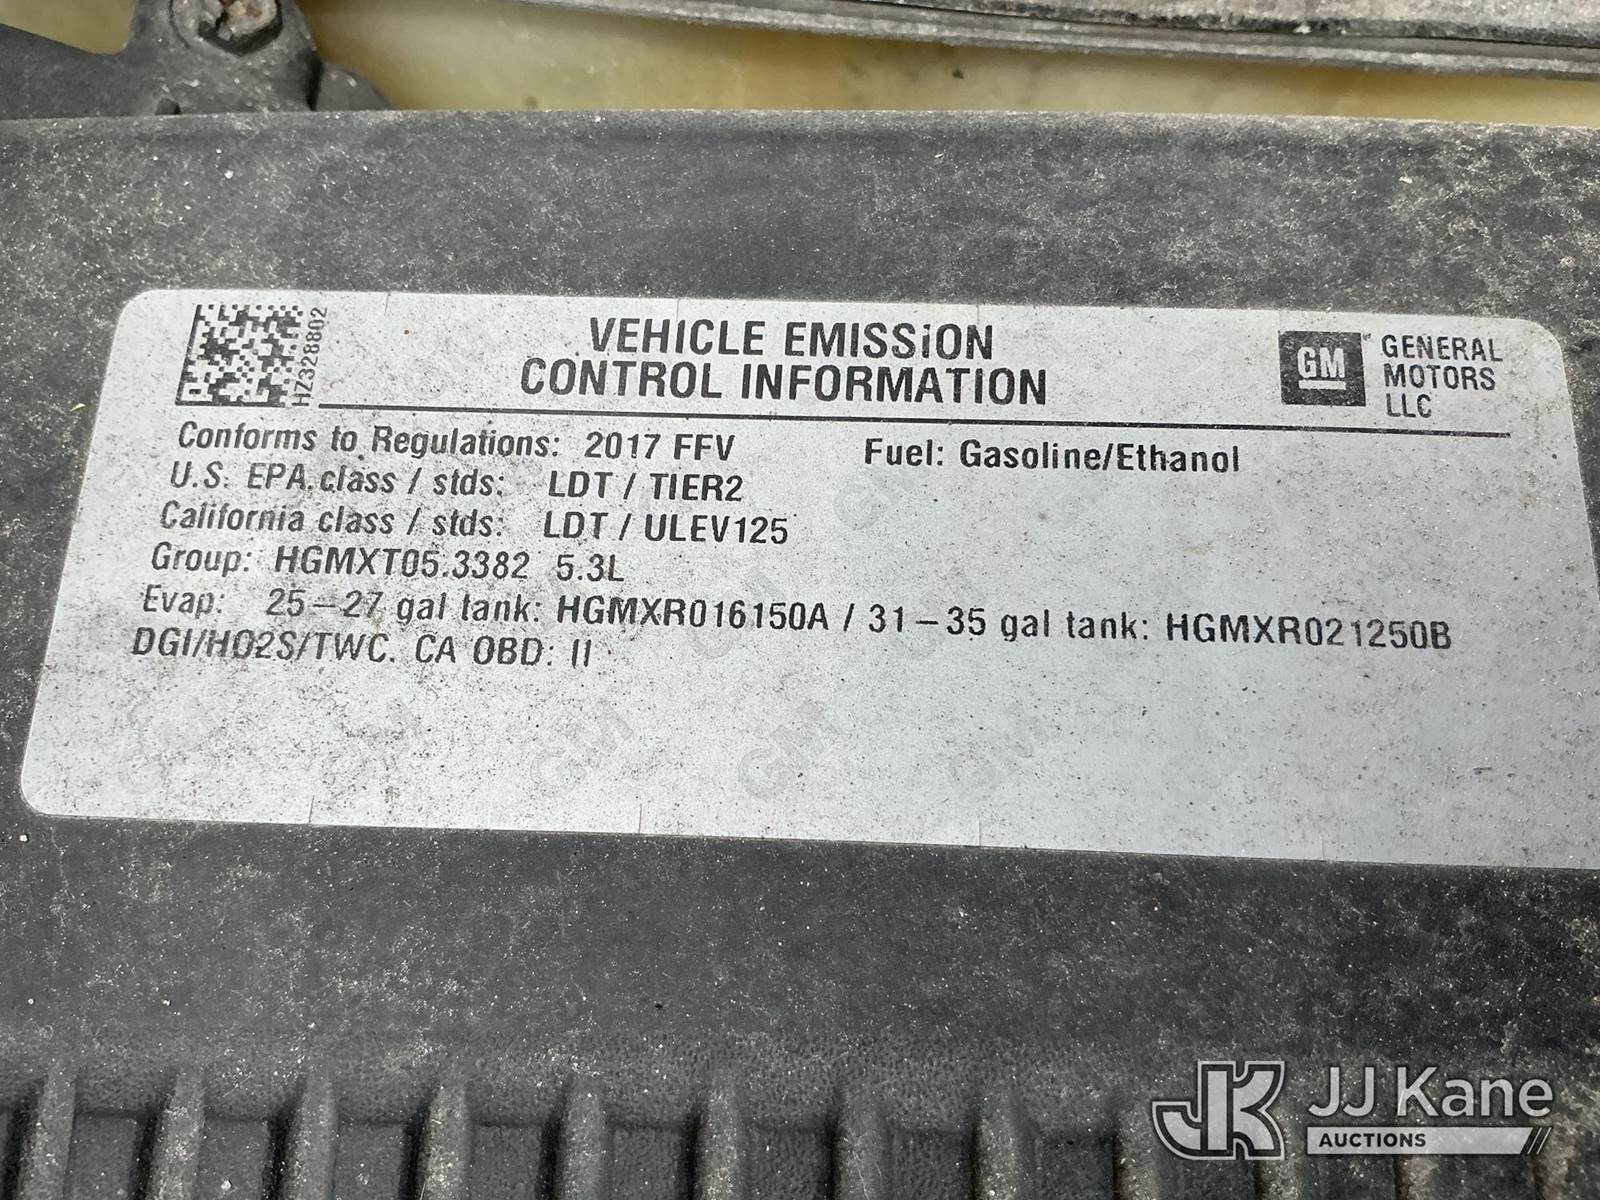 HZ328802
VEHICLE EMISSiON
CONTROL INFORMATION
GM
GENERAL
MOTORS
LLC
Conforms to Regulations: 2017 FFV Fuel: Gasoline/Ethanol
U.S. EPA class / stds: LDT / TIER2
California class / stds: LDT / ULEV125
Group: HGMXT05.3382 5.3L
Evap: 25-27 gal tank: HGMXR016150A / 31-35 gal tank: HGMXR021250B
DGI/HO2S/TWC. CA OBD: II
JK JJ Kane
AUCTIONS